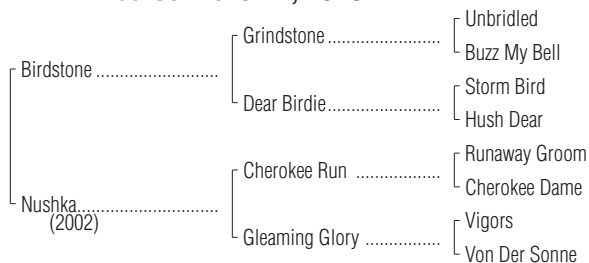 Unbridled
Grindstone ........................
Buzz My Bell
Birdstone ..........................
Storm Bird
Dear Birdie........................
Hush Dear
Runaway Groom
Cherokee Run ..................
Cherokee Dame
Nushka..............................
(2002)
Vigors
Gleaming Glory ................
Von Der Sonne